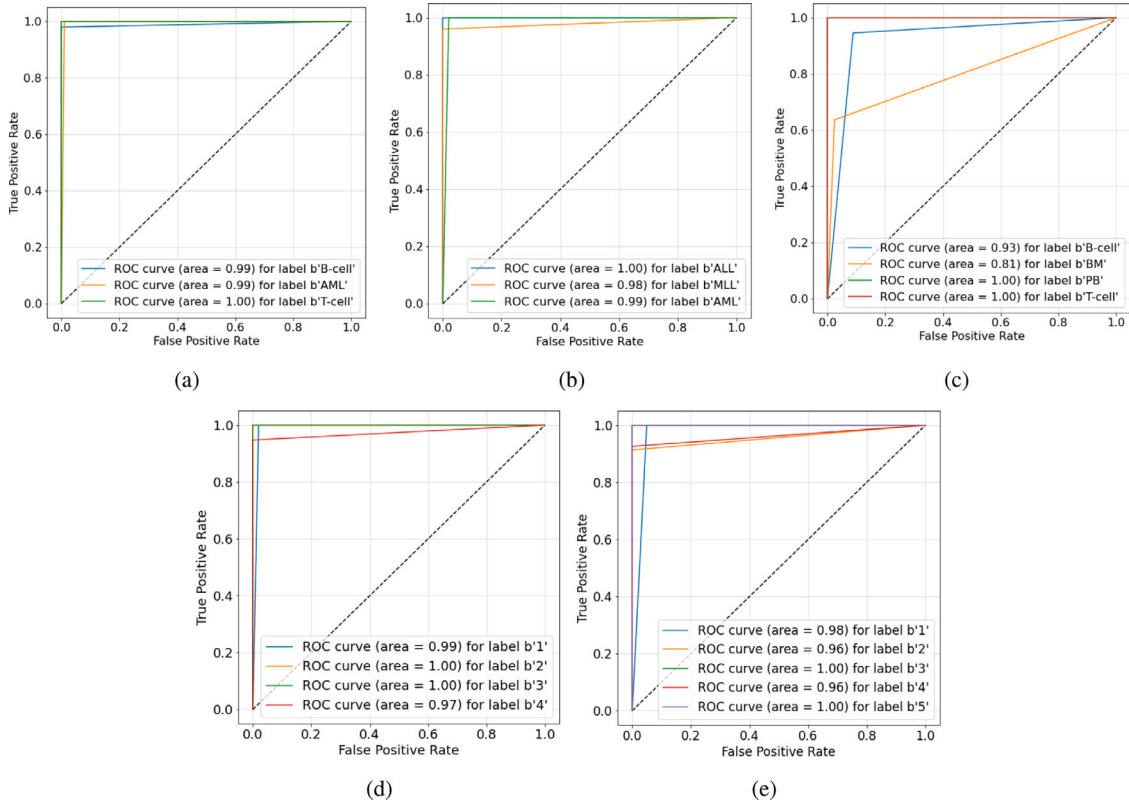 True Positive Rate
1.0
0.8
0.6
0.4
0.2
0.0
ROC curve (area = 0.99) for label b'B-cell'
ROC curve (area = 0.99) for label b'AML'
ROC curve (area = 1.00) for label b'T-cell'
0.0 0.2 0.4 0.6 0.8 1.0
False Positive Rate
(a)
True Positive Rate
1.0
0.8
0.6
0.4
0.2
0.0
ROC curve (area = 1.00) for label b'ALL'
ROC curve (area = 0.98) for label b'MLL'
ROC curve (area = 0.99) for label b'AML'
0.0 0.2 0.4 0.6 0.8 1.0
False Positive Rate
(b)
True Positive Rate
1.0
0.8
0.6
0.4
0.2
0.0
ROC curve (area = 0.93) for label b'B-cell'
ROC curve (area = 0.81) for label b'BM'
ROC curve (area = 1.00) for label b'PB'
ROC curve (area = 1.00) for label b'T-cell'
0.0 0.2 0.4 0.6 0.8 1.0
False Positive Rate
(c)
True Positive Rate
1.0
0.8
0.6
0.4
0.2
0.0
ROC curve (area = 0.99) for label b'1'
ROC curve (area = 1.00) for label b'2'
ROC curve (area = 1.00) for label b'3'
ROC curve (area = 0.97) for label b'4'
0.0 0.2 0.4 0.6 0.8 1.0
False Positive Rate
(d)
True Positive Rate
1.0
0.8
0.6
0.4
0.2
0.0
ROC curve (area = 0.98) for label b'1'
ROC curve (area = 0.96) for label b'2'
ROC curve (area = 1.00) for label b'3'
ROC curve (area = 0.96) for label b'4'
ROC curve (area = 1.00) for label b'5'
0.0 0.2 0.4 0.6 0.8 1.0
False Positive Rate
(e)